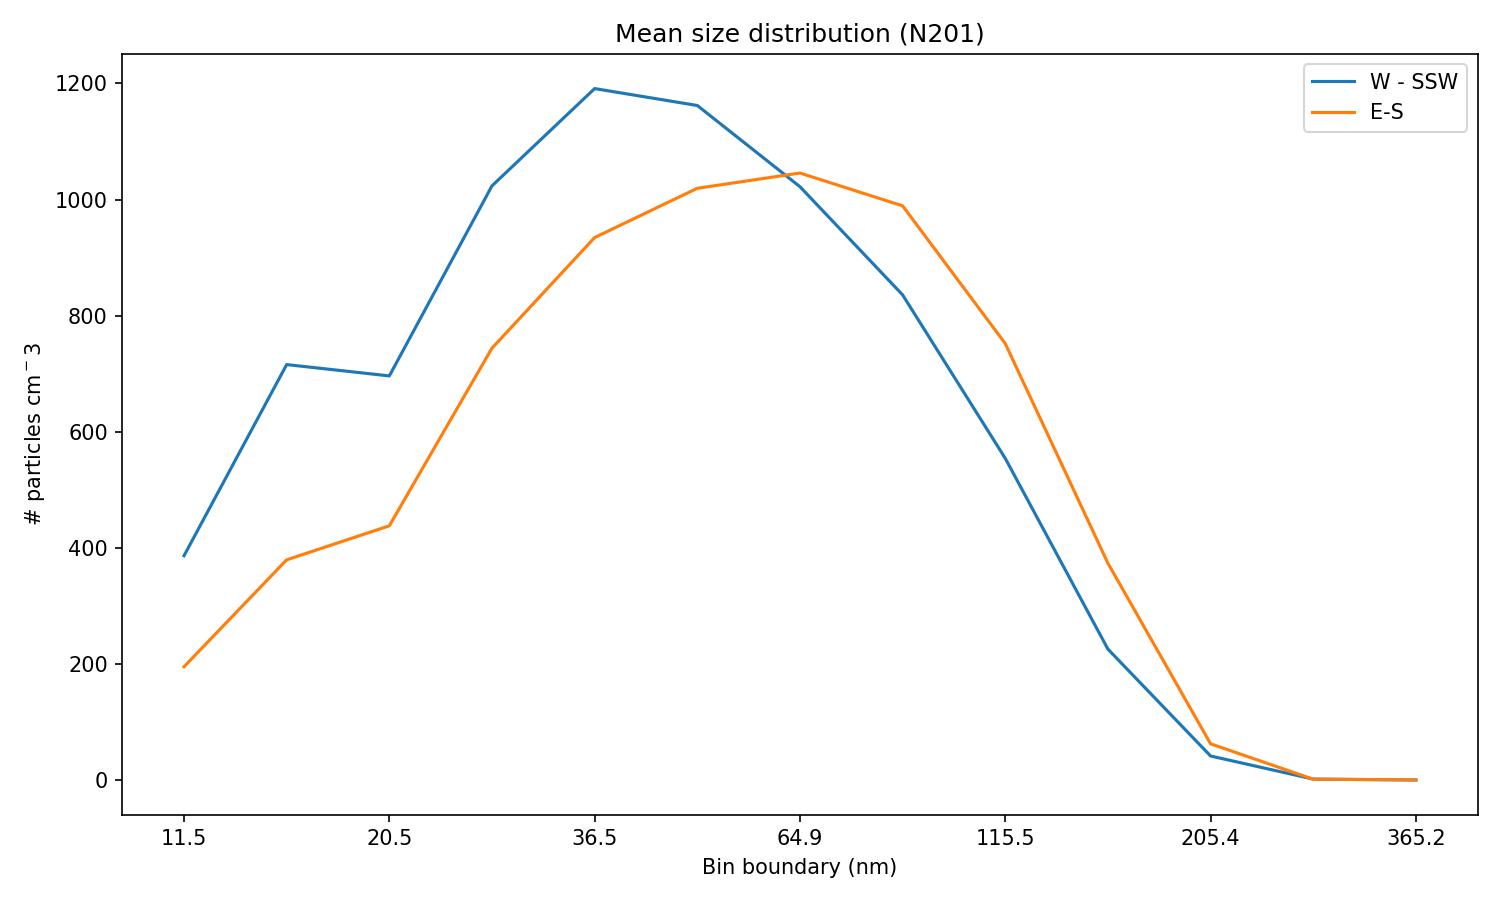 Mean size distribution (N201)
W - SSW
E-S
1200
1000
800
600
400
200
0
# particles cm⁻3
11.5 20.5 36.5 64.9 115.5 205.4 365.2
Bin boundary (nm)